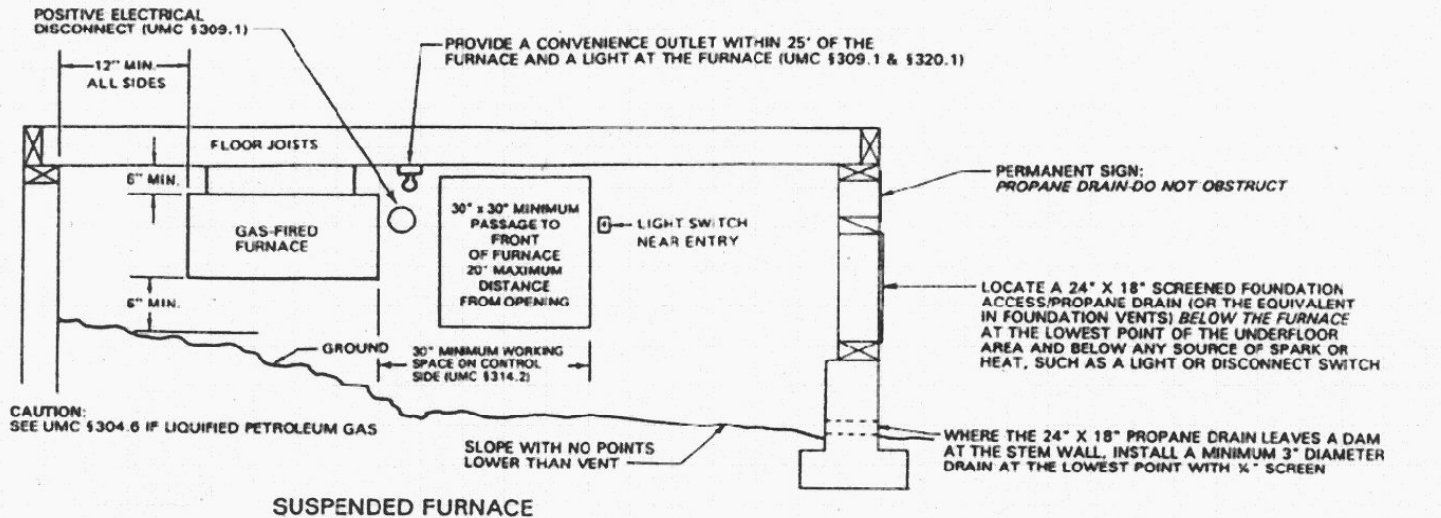 POSITIVE ELECTRICAL
DISCONNECT (UMC §309.1)
PROVIDE A CONVENIENCE OUTLET WITHIN 25' OF THE
FURNACE AND A LIGHT AT THE FURNACE (UMC §309.1 & §320.1)
12" MIN.
ALL SIDES
FLOOR JOISTS
6" MIN.
GAS-FIRED
FURNACE
30" x 30" MINIMUM
PASSAGE TO
FRONT
OF FURNACE
20' MAXIMUM
DISTANCE
FROM OPENING
LIGHT SWITCH
NEAR ENTRY
PERMANENT SIGN:
PROPANE DRAIN-DO NOT OBSTRUCT
6" MIN.
LOCATE A 24" X 18" SCREENED FOUNDATION
ACCESS/PROPANE DRAIN (OR THE EQUIVALENT
IN FOUNDATION VENTS) BELOW THE FURNACE
AT THE LOWEST POINT OF THE UNDERFLOOR
AREA AND BELOW ANY SOURCE OF SPARK OR
HEAT, SUCH AS A LIGHT OR DISCONNECT SWITCH
GROUND
30" MINIMUM WORKING
SPACE ON CONTROL
SIDE (UMC §314.2)
CAUTION:
SEE UMC §304.6 IF LIQUIFIED PETROLEUM GAS
SLOPE WITH NO POINTS
LOWER THAN VENT
WHERE THE 24" X 18" PROPANE DRAIN LEAVES A DAM
AT THE STEM WALL, INSTALL A MINIMUM 3" DIAMETER
DRAIN AT THE LOWEST POINT WITH ¼" SCREEN
SUSPENDED FURNACE